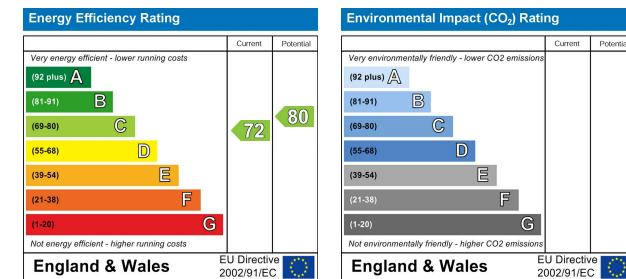 Energy Efficiency Rating
Current Potential
Very energy efficient - lower running costs
(92 plus) A
(81-91) B
(69-80) C
72
80
(55-68) D
(39-54) E
(21-38) F
(1-20) G
Not energy efficient - higher running costs
England & Wales
EU Directive
2002/91/EC
Environmental Impact (CO₂) Rating
Current Potential
Very environmentally friendly - lower CO2 emissions
(92 plus) A
(81-91) B
(69-80) C
(55-68) D
(39-54) E
(21-38) F
(1-20) G
Not environmentally friendly - higher CO2 emissions
England & Wales
EU Directive
2002/91/EC